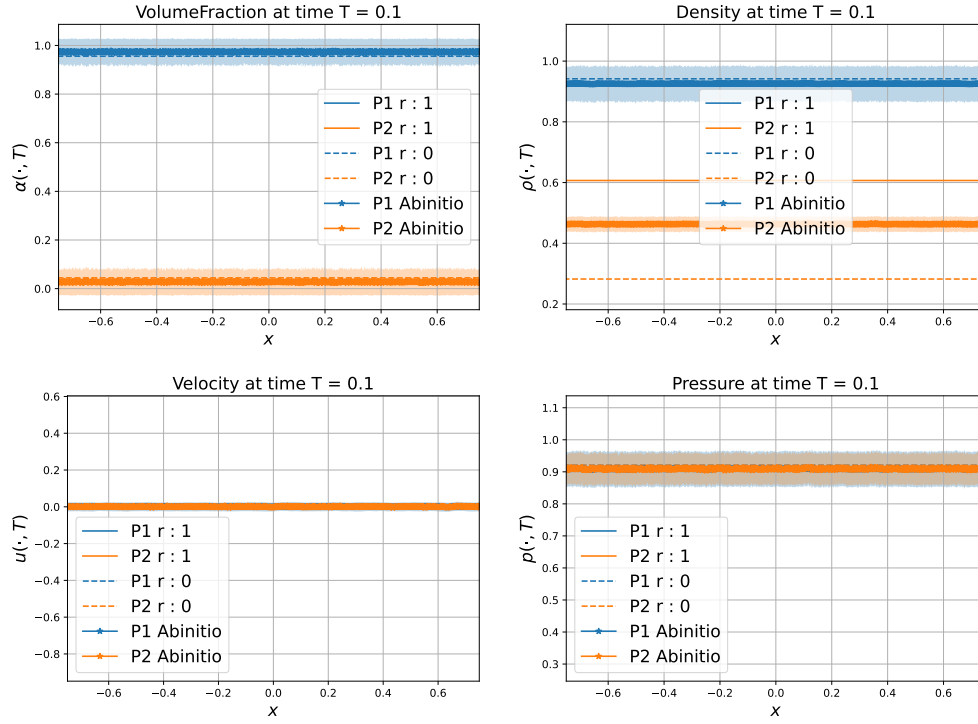 VolumeFraction at time T = 0.1
1.0
0.8
0.6
0.4
0.2
0.0
α(·, T)
P1 r : 1
P2 r : 1
P1 r : 0
P2 r : 0
P1 Abinitio
P2 Abinitio
−0.6 −0.4 −0.2 0.0 0.2 0.4 0.6
x
Density at time T = 0.1
1.0
0.8
0.6
0.4
0.2
ρ(·, T)
P1 r : 1
P2 r : 1
P1 r : 0
P2 r : 0
P1 Abinitio
P2 Abinitio
−0.6 −0.4 −0.2 0.0 0.2 0.4 0.6
x
Velocity at time T = 0.1
0.6
0.4
0.2
0.0
−0.2
−0.4
−0.6
−0.8
u(·, T)
P1 r : 1
P2 r : 1
P1 r : 0
P2 r : 0
P1 Abinitio
P2 Abinitio
−0.6 −0.4 −0.2 0.0 0.2 0.4 0.6
x
Pressure at time T = 0.1
1.1
1.0
0.9
0.8
0.7
0.6
0.5
0.4
0.3
p(·, T)
P1 r : 1
P2 r : 1
P1 r : 0
P2 r : 0
P1 Abinitio
P2 Abinitio
−0.6 −0.4 −0.2 0.0 0.2 0.4 0.6
x